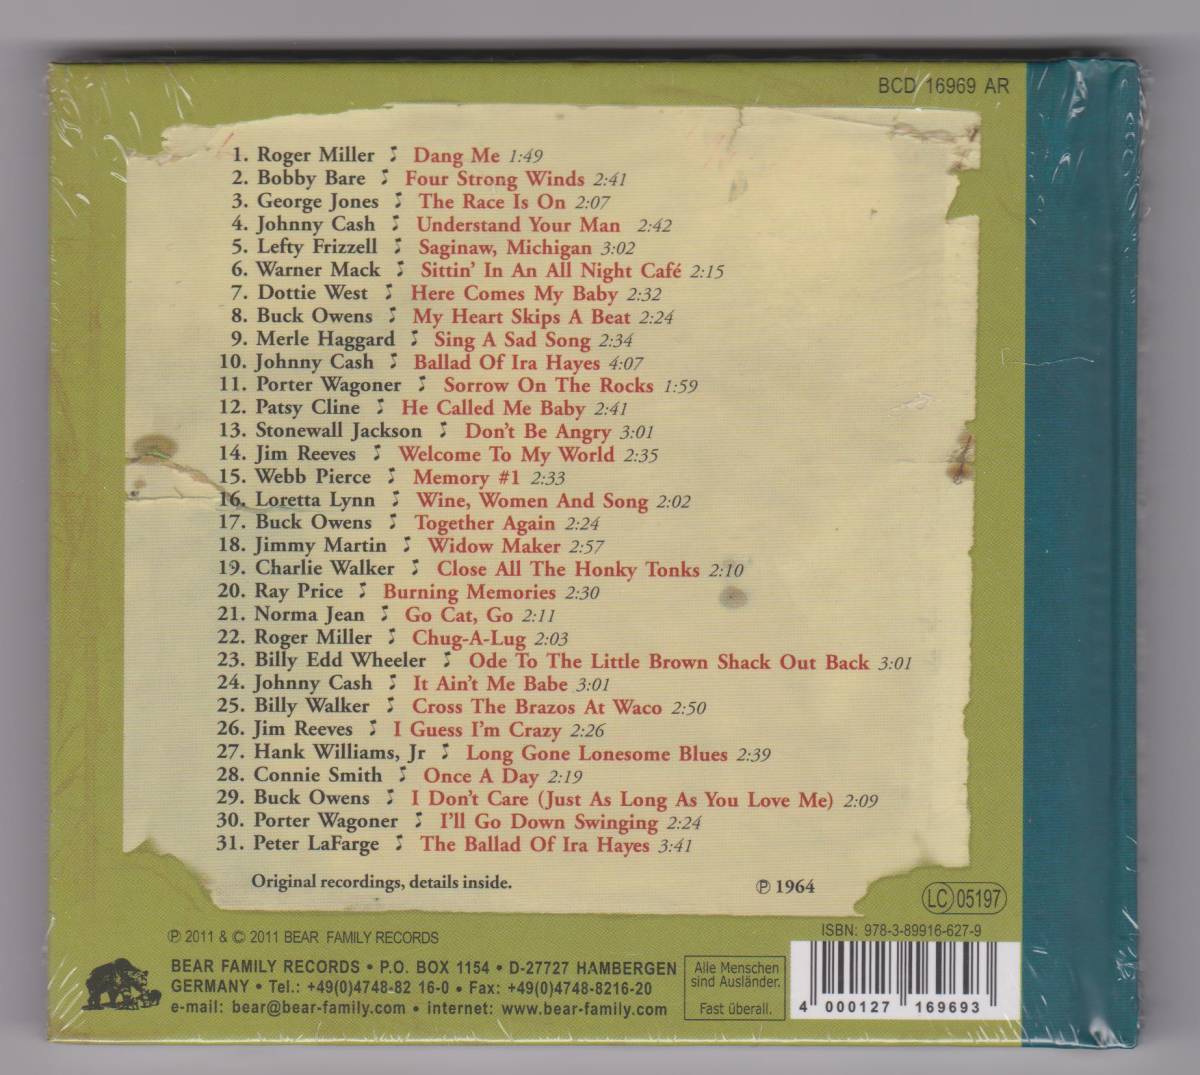 BCD 16969 AR
1. Roger Miller Dang Me 1:49
2. Bobby Bare Four Strong Winds 2:41
3. George Jones The Race Is On 2:07
4. Johnny Cash Understand Your Man 2:42
5. Lefty Frizzell Saginaw, Michigan 3:02
6. Warner Mack Sittin' In An All Night Café 2:15
7. Dottie West Here Comes My Baby 2:32
8. Buck Owens My Heart Skips A Beat 2:24
9. Merle Haggard Sing A Sad Song 2:34
10. Johnny Cash Ballad Of Ira Hayes 4:07
11. Porter Wagoner Sorrow On The Rocks 1:59
12. Patsy Cline He Called Me Baby 2:41
13. Stonewall Jackson Don't Be Angry 3:01
14. Jim Reeves Welcome To My World 2:35
15. Webb Pierce Memory #1 2:33
16. Loretta Lynn Wine, Women And Song 2:02
17. Buck Owens Together Again 2:24
18. Jimmy Martin Widow Maker 2:57
19. Charlie Walker Close All The Honky Tonks 2:10
20. Ray Price Burning Memories 2:30
21. Norma Jean Go Cat, Go 2:11
22. Roger Miller Chug-A-Lug 2:03
23. Billy Edd Wheeler Ode To The Little Brown Shack Out Back 3:01
24. Johnny Cash It Ain't Me Babe 3:01
25. Billy Walker Cross The Brazos At Waco 2:50
26. Jim Reeves I Guess I'm Crazy 2:26
27. Hank Williams, Jr Long Gone Lonesome Blues 2:39
28. Connie Smith Once A Day 2:19
29. Buck Owens I Don't Care (Just As Long As You Love Me) 2:09
30. Porter Wagoner I'll Go Down Swinging 2:24
31. Peter LaFarge The Ballad Of Ira Hayes 3:41
Original recordings, details inside. ℗ 1964
LC 05197
℗ 2011 & © 2011 BEAR FAMILY RECORDS
BEAR FAMILY RECORDS • P.O. BOX 1154 • D-27727 HAMBERGEN
GERMANY • Tel.: +49(0)4748-82 16-0 • Fax: +49(0)4748-8216-20
e-mail: bear@bear-family.com • internet: www.bear-family.com
Alle Menschen
sind Ausländer.
Fast überall.
ISBN: 978-3-89916-627-9
4 000127 169693